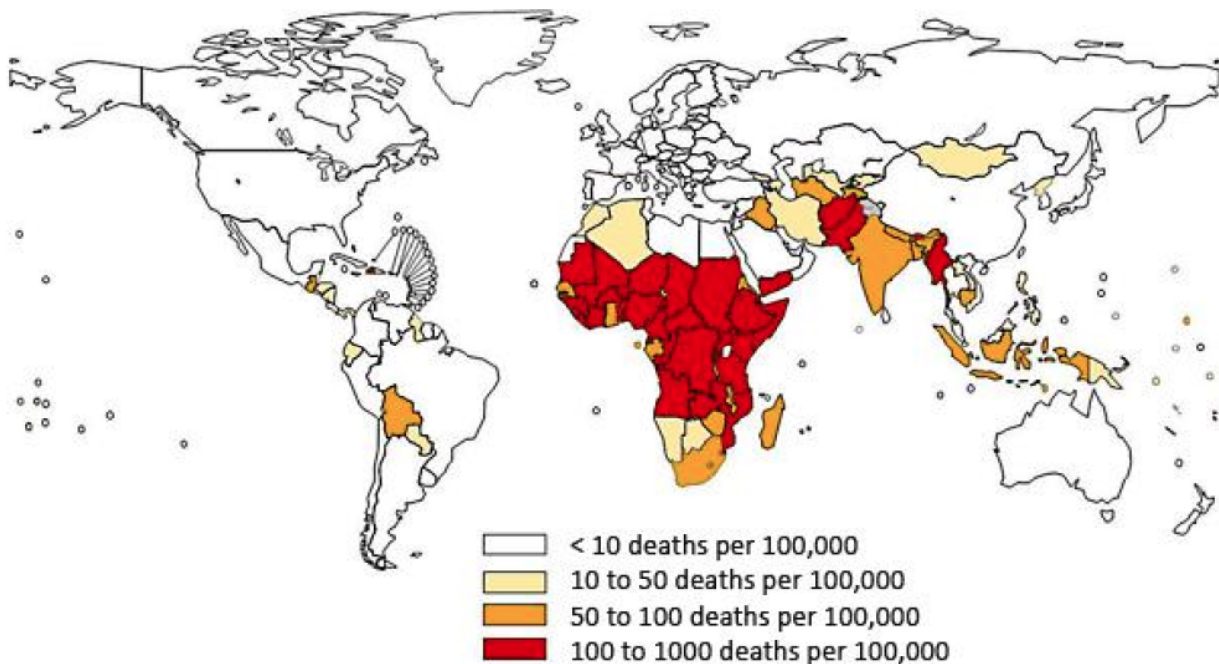 < 10 deaths per 100,000
10 to 50 deaths per 100,000
50 to 100 deaths per 100,000
100 to 1000 deaths per 100,000